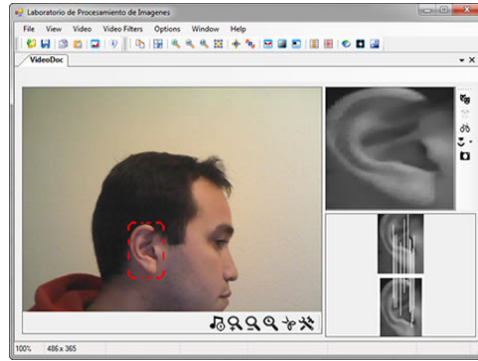 Laboratorio de Procesamiento de Imagenes
File View Video Video Filters Options Window Help
VideoDoc
100% 486 x 365